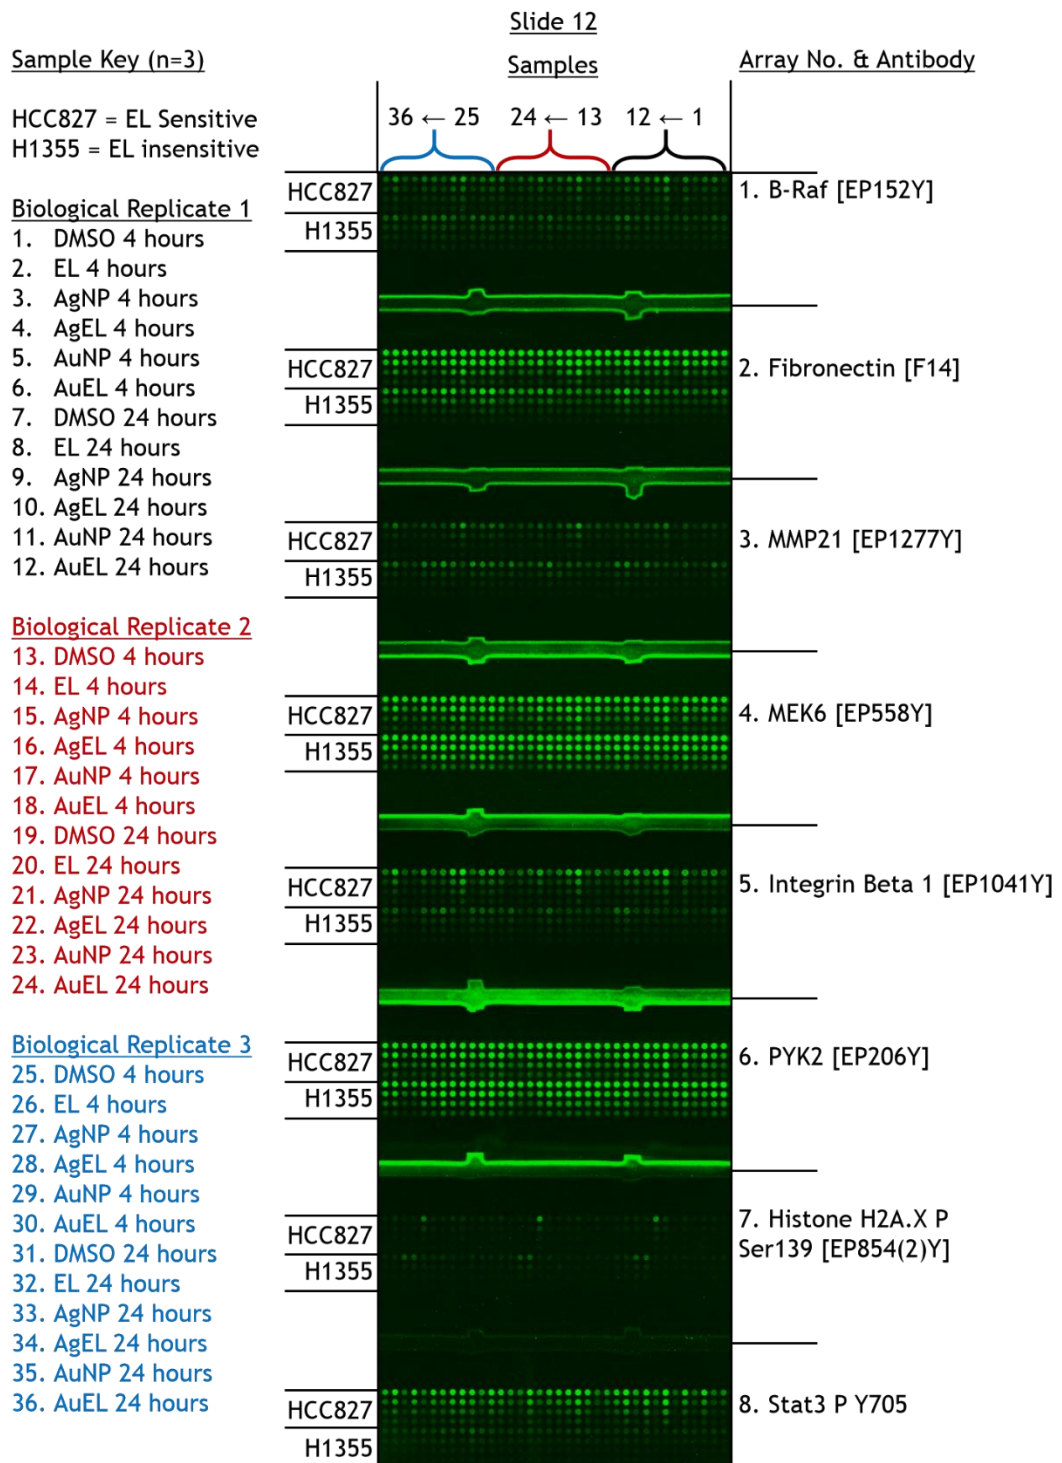 Slide 12
Sample Key (n=3)
Samples
Array No. & Antibody
HCC827 = EL Sensitive
H1355 = EL insensitive
36 ← 25
24 ← 13
12 ← 1
Biological Replicate 1
1. DMSO 4 hours
2. EL 4 hours
3. AgNP 4 hours
4. AgEL 4 hours
5. AuNP 4 hours
6. AuEL 4 hours
7. DMSO 24 hours
8. EL 24 hours
9. AgNP 24 hours
10. AgEL 24 hours
11. AuNP 24 hours
12. AuEL 24 hours
Biological Replicate 2
13. DMSO 4 hours
14. EL 4 hours
15. AgNP 4 hours
16. AgEL 4 hours
17. AuNP 4 hours
18. AuEL 4 hours
19. DMSO 24 hours
20. EL 24 hours
21. AgNP 24 hours
22. AgEL 24 hours
23. AuNP 24 hours
24. AuEL 24 hours
Biological Replicate 3
25. DMSO 4 hours
26. EL 4 hours
27. AgNP 4 hours
28. AgEL 4 hours
29. AuNP 4 hours
30. AuEL 4 hours
31. DMSO 24 hours
32. EL 24 hours
33. AgNP 24 hours
34. AgEL 24 hours
35. AuNP 24 hours
36. AuEL 24 hours
HCC827
H1355
HCC827
H1355
HCC827
H1355
HCC827
H1355
HCC827
H1355
HCC827
H1355
HCC827
H1355
HCC827
H1355
1. B-Raf [EP152Y]
2. Fibronectin [F14]
3. MMP21 [EP1277Y]
4. MEK6 [EP558Y]
5. Integrin Beta 1 [EP1041Y]
6. PYK2 [EP206Y]
7. Histone H2A.X P
Ser139 [EP854(2)Y]
8. Stat3 P Y705